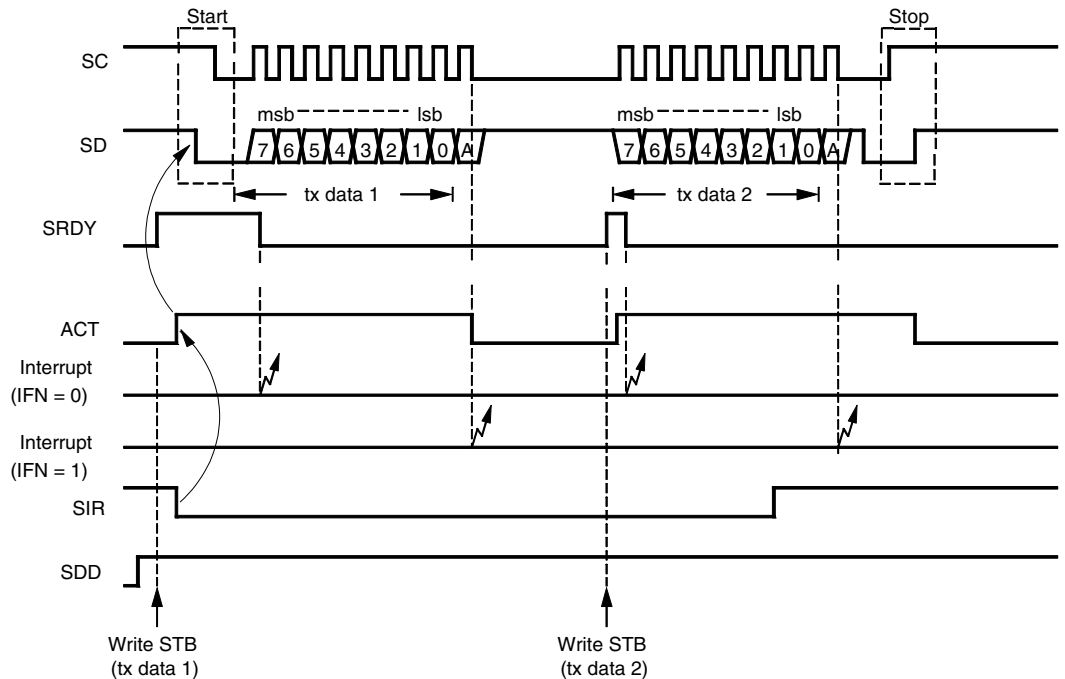 Start
Stop
SC
msb lsb
msb lsb
SD
7 6 5 4 3 2 1 0 A
7 6 5 4 3 2 1 0 A
tx data 1
tx data 2
SRDY
ACT
Interrupt
(IFN = 0)
Interrupt
(IFN = 1)
SIR
SDD
Write STB
(tx data 1)
Write STB
(tx data 2)